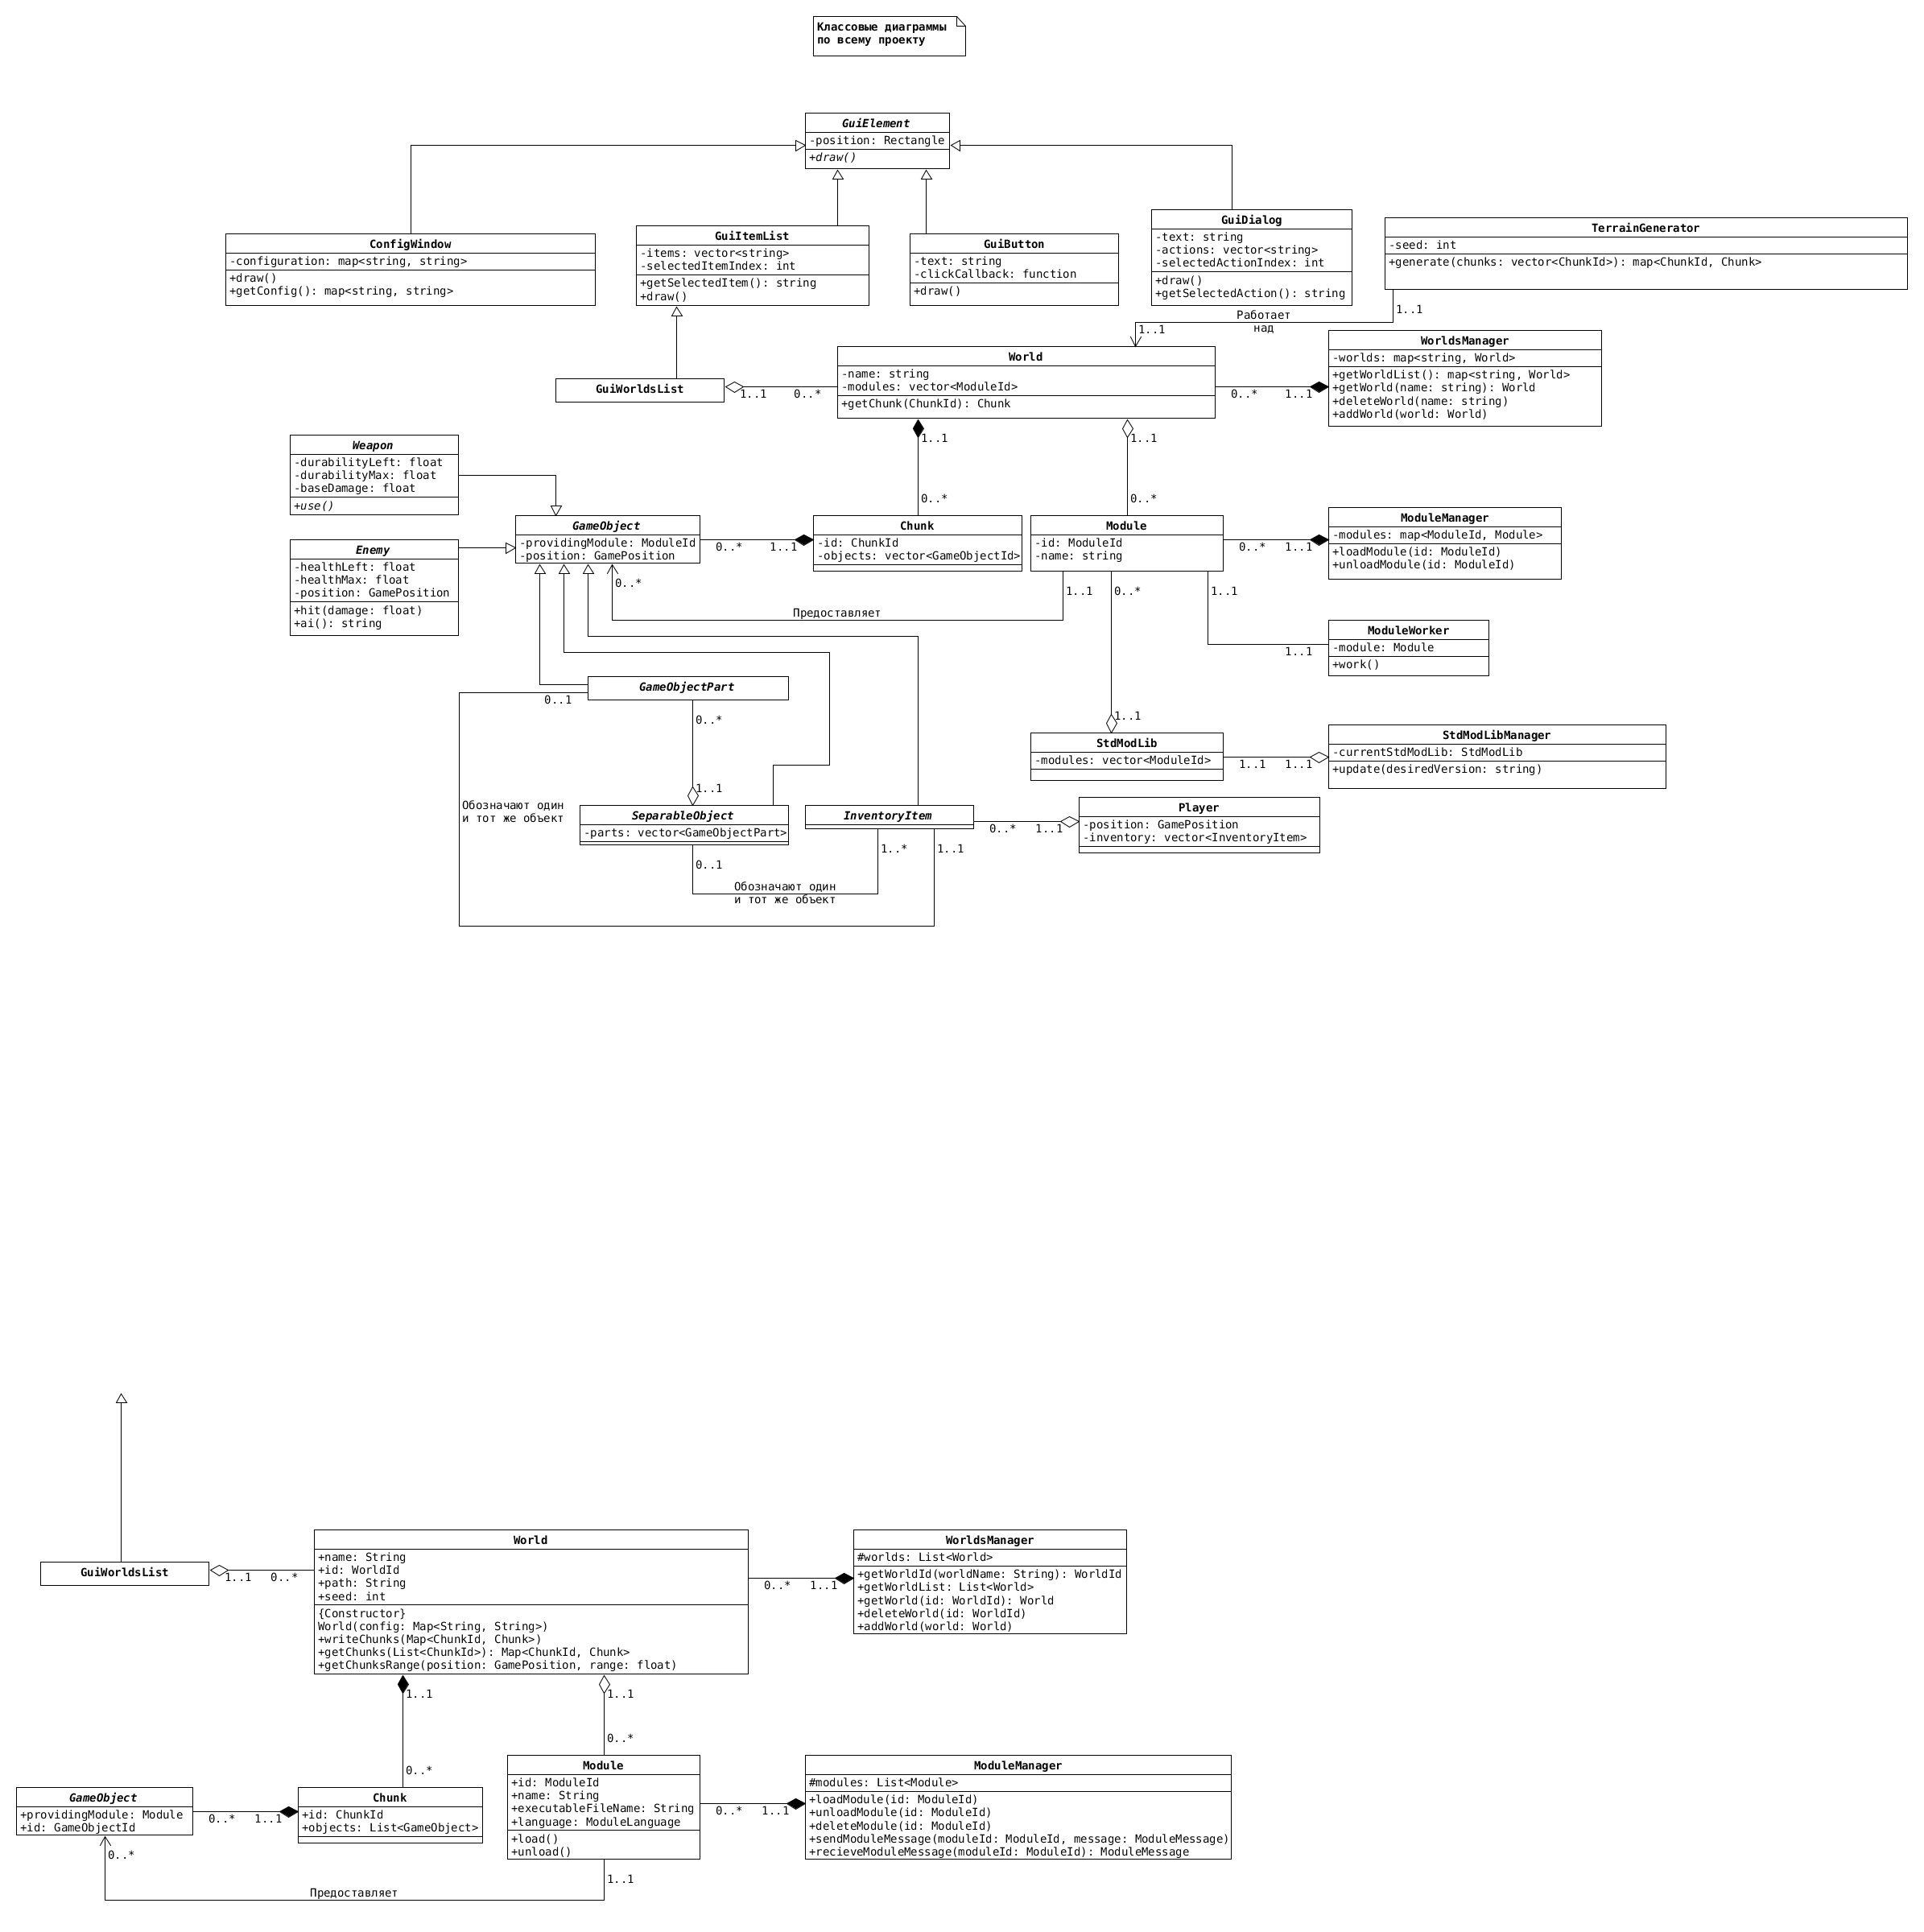 Классовые диаграммы
по всему проекту
GuiElement
-position: Rectangle
+draw()
ConfigWindow
-configuration: map<string, string>
+draw()
+getConfig(): map<string, string>
GuiItemList
-items: vector<string>
-selectedItemIndex: int
+getSelectedItem(): string
+draw()
GuiButton
-text: string
-clickCallback: function
+draw()
GuiDialog
-text: string
-actions: vector<string>
-selectedActionIndex: int
+draw()
+getSelectedAction(): string
TerrainGenerator
-seed: int
+generate(chunks: vector<ChunkId>): map<ChunkId, Chunk>
1..1
Работает
над
1..1
GuiWorldsList
1..1
0..*
World
-name: string
-modules: vector<ModuleId>
+getChunk(ChunkId): Chunk
0..*
1..1
WorldsManager
-worlds: map<string, World>
+getWorldList(): map<string, World>
+getWorld(name: string): World
+deleteWorld(name: string)
+addWorld(world: World)
1..1
0..*
1..1
0..*
Weapon
-durabilityLeft: float
-durabilityMax: float
-baseDamage: float
+use()
Enemy
-healthLeft: float
-healthMax: float
-position: GamePosition
+hit(damage: float)
+ai(): string
GameObject
-providingModule: ModuleId
-position: GamePosition
0..*
1..1
Chunk
-id: ChunkId
-objects: vector<GameObjectId>
Module
-id: ModuleId
-name: string
0..*
1..1
ModuleManager
-modules: map<ModuleId, Module>
+loadModule(id: ModuleId)
+unloadModule(id: ModuleId)
0..*
Предоставляет
1..1
0..*
1..1
1..1
ModuleWorker
-module: Module
+work()
GameObjectPart
0..1
0..*
1..1
1..1
StdModLib
-modules: vector<ModuleId>
1..1
1..1
StdModLibManager
-currentStdModLib: StdModLib
+update(desiredVersion: string)
Обозначают один
и тот же объект
SeparableObject
-parts: vector<GameObjectPart>
InventoryItem
0..*
1..1
Player
-position: GamePosition
-inventory: vector<InventoryItem>
0..1
1..*
1..1
Обозначают один
и тот же объект
GuiWorldsList
1..1
0..*
World
+name: String
+id: WorldId
+path: String
+seed: int
{Constructor}
World(config: Map<String, String>)
+writeChunks(Map<ChunkId, Chunk>)
+getChunks(List<ChunkId>): Map<ChunkId, Chunk>
+getChunksRange(position: GamePosition, range: float)
0..*
1..1
WorldsManager
#worlds: List<World>
+getWorldId(worldName: String): WorldId
+getWorldList: List<World>
+getWorld(id: WorldId): World
+deleteWorld(id: WorldId)
+addWorld(world: World)
1..1
0..*
1..1
0..*
GameObject
+providingModule: Module
+id: GameObjectId
0..*
1..1
Chunk
+id: ChunkId
+objects: List<GameObject>
Module
+id: ModuleId
+name: String
+executableFileName: String
+language: ModuleLanguage
+load()
+unload()
0..*
1..1
ModuleManager
#modules: List<Module>
+loadModule(id: ModuleId)
+unloadModule(id: ModuleId)
+deleteModule(id: ModuleId)
+sendModuleMessage(moduleId: ModuleId, message: ModuleMessage)
+recieveModuleMessage(moduleId: ModuleId): ModuleMessage
0..*
Предоставляет
1..1